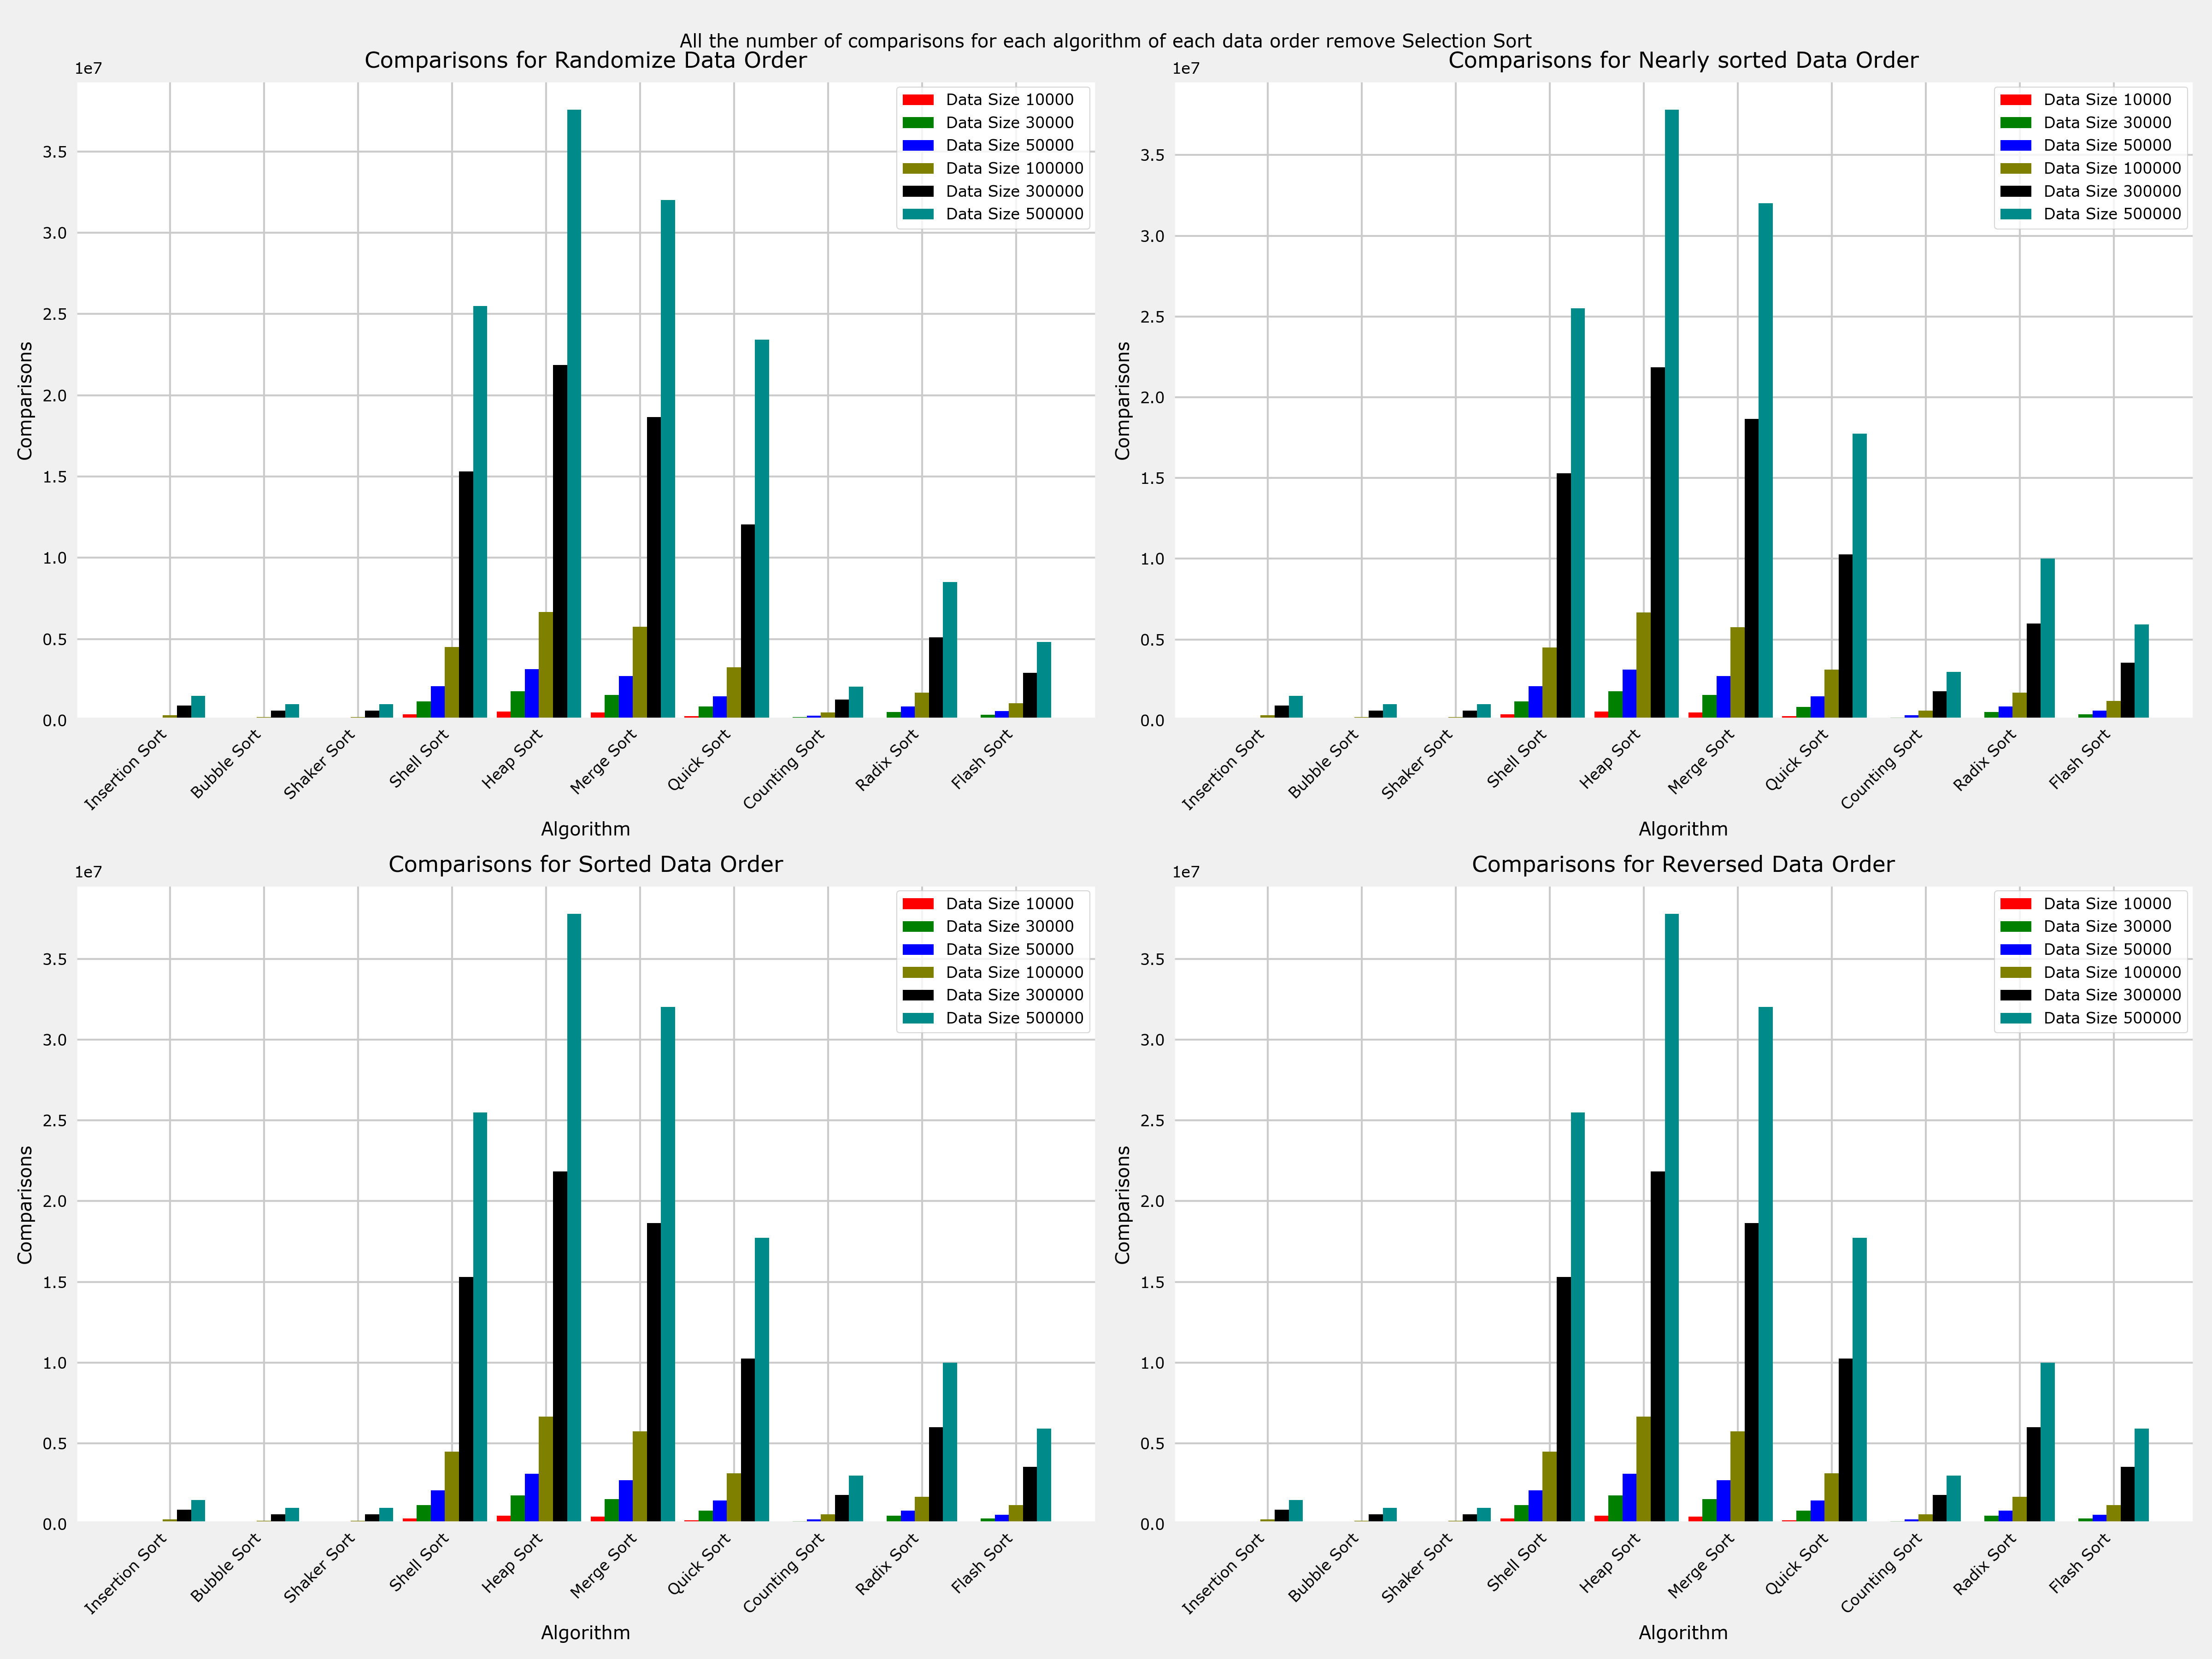 All the number of comparisons for each algorithm of each data order remove Selection Sort
Comparisons for Randomize Data Order
1e7
Comparisons
3.5
3.0
2.5
2.0
1.5
1.0
0.5
0.0
Data Size 10000
Data Size 30000
Data Size 50000
Data Size 100000
Data Size 300000
Data Size 500000
Insertion Sort
Bubble Sort
Shaker Sort
Shell Sort
Heap Sort
Merge Sort
Quick Sort
Counting Sort
Radix Sort
Flash Sort
Algorithm
Comparisons for Nearly sorted Data Order
1e7
Comparisons
3.5
3.0
2.5
2.0
1.5
1.0
0.5
0.0
Data Size 10000
Data Size 30000
Data Size 50000
Data Size 100000
Data Size 300000
Data Size 500000
Insertion Sort
Bubble Sort
Shaker Sort
Shell Sort
Heap Sort
Merge Sort
Quick Sort
Counting Sort
Radix Sort
Flash Sort
Algorithm
Comparisons for Sorted Data Order
1e7
Comparisons
3.5
3.0
2.5
2.0
1.5
1.0
0.5
0.0
Data Size 10000
Data Size 30000
Data Size 50000
Data Size 100000
Data Size 300000
Data Size 500000
Insertion Sort
Bubble Sort
Shaker Sort
Shell Sort
Heap Sort
Merge Sort
Quick Sort
Counting Sort
Radix Sort
Flash Sort
Algorithm
Comparisons for Reversed Data Order
1e7
Comparisons
3.5
3.0
2.5
2.0
1.5
1.0
0.5
0.0
Data Size 10000
Data Size 30000
Data Size 50000
Data Size 100000
Data Size 300000
Data Size 500000
Insertion Sort
Bubble Sort
Shaker Sort
Shell Sort
Heap Sort
Merge Sort
Quick Sort
Counting Sort
Radix Sort
Flash Sort
Algorithm